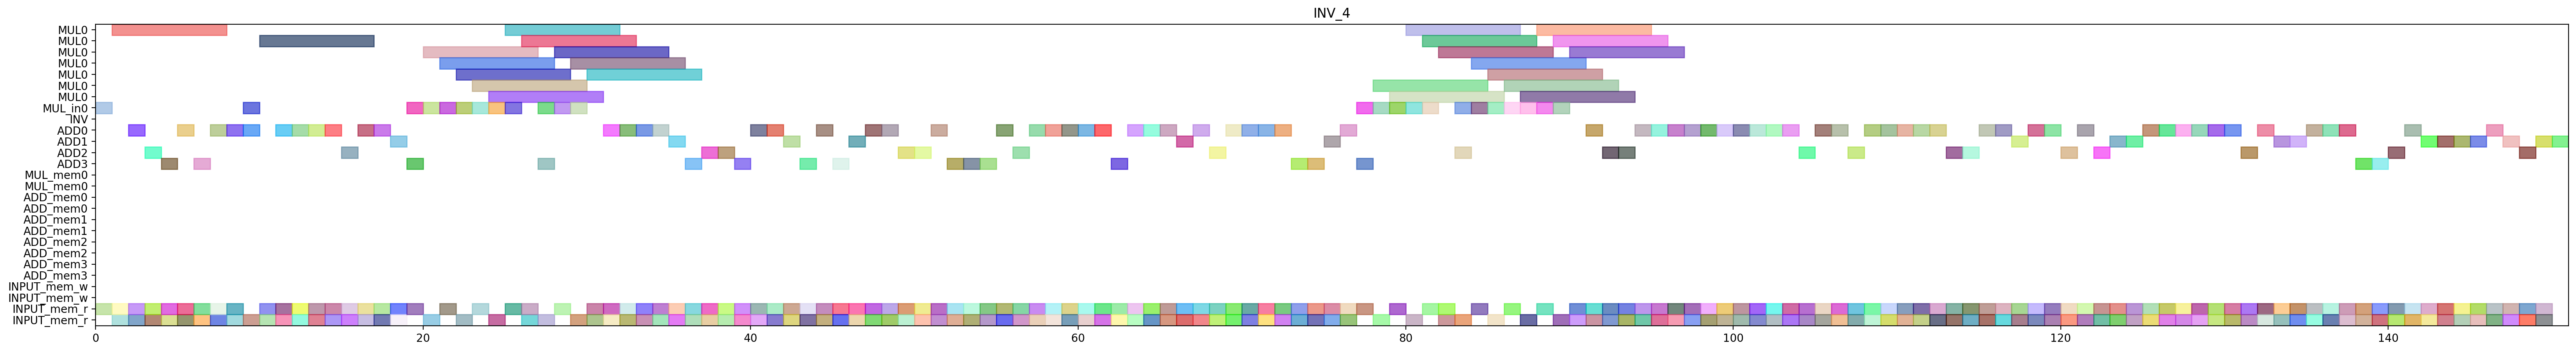 INV_4
MUL0
MUL0
MUL0
MUL0
MUL0
MUL0
MUL0
MUL_in0
INV
ADD0
ADD1
ADD2
ADD3
MUL_mem0
MUL_mem0
ADD_mem0
ADD_mem0
ADD_mem1
ADD_mem1
ADD_mem2
ADD_mem2
ADD_mem3
ADD_mem3
INPUT_mem_w
INPUT_mem_w
INPUT_mem_r
INPUT_mem_r
0 20 40 60 80 100 120 140